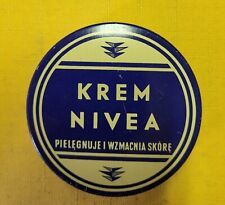 KREM
NIVEA
PIELĘGNUJE I WZMACNIA SKÓRĘ